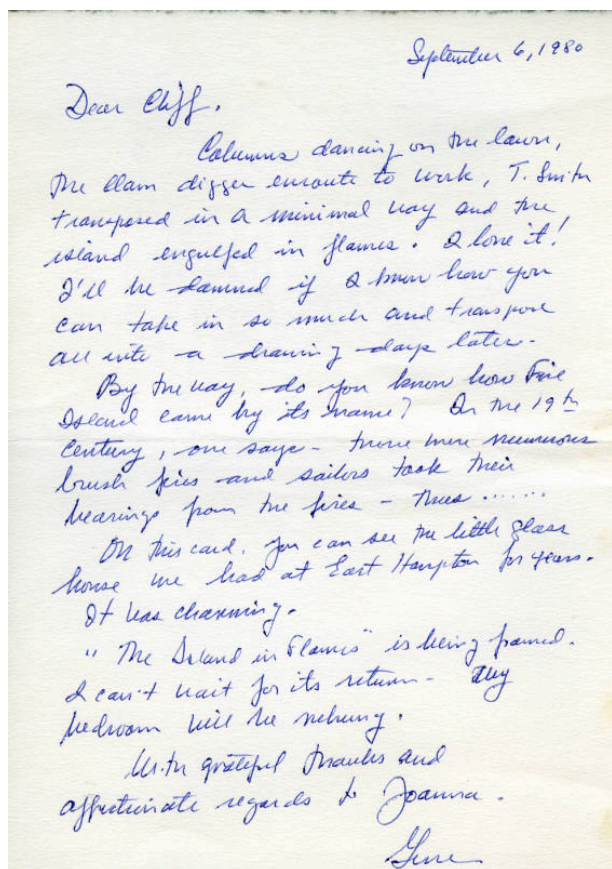 September 6, 1980
Dear Cliff.
Columns dancing on the lawn,
the clam digger enroute to work, T. Smith
transposed in a minimal way and the
island engulfed in flames. I love it!
I'll be damned if I know how you
can take in so much and transpose
all into a drawing days later.
By the way, do you know how Fire
Island came by its name? In the 19th
century, one says - there were numerous
brush fires and sailors took their
bearings from the fires - thus .......
On this card, you can see the little glass
house we had at East Hampton for years.
It was charming.
"The Island in Flames" is being framed.
I can't wait for its return - My
bedroom will be rehung.
With grateful thanks and
affectionate regards to Joanna.
Gene